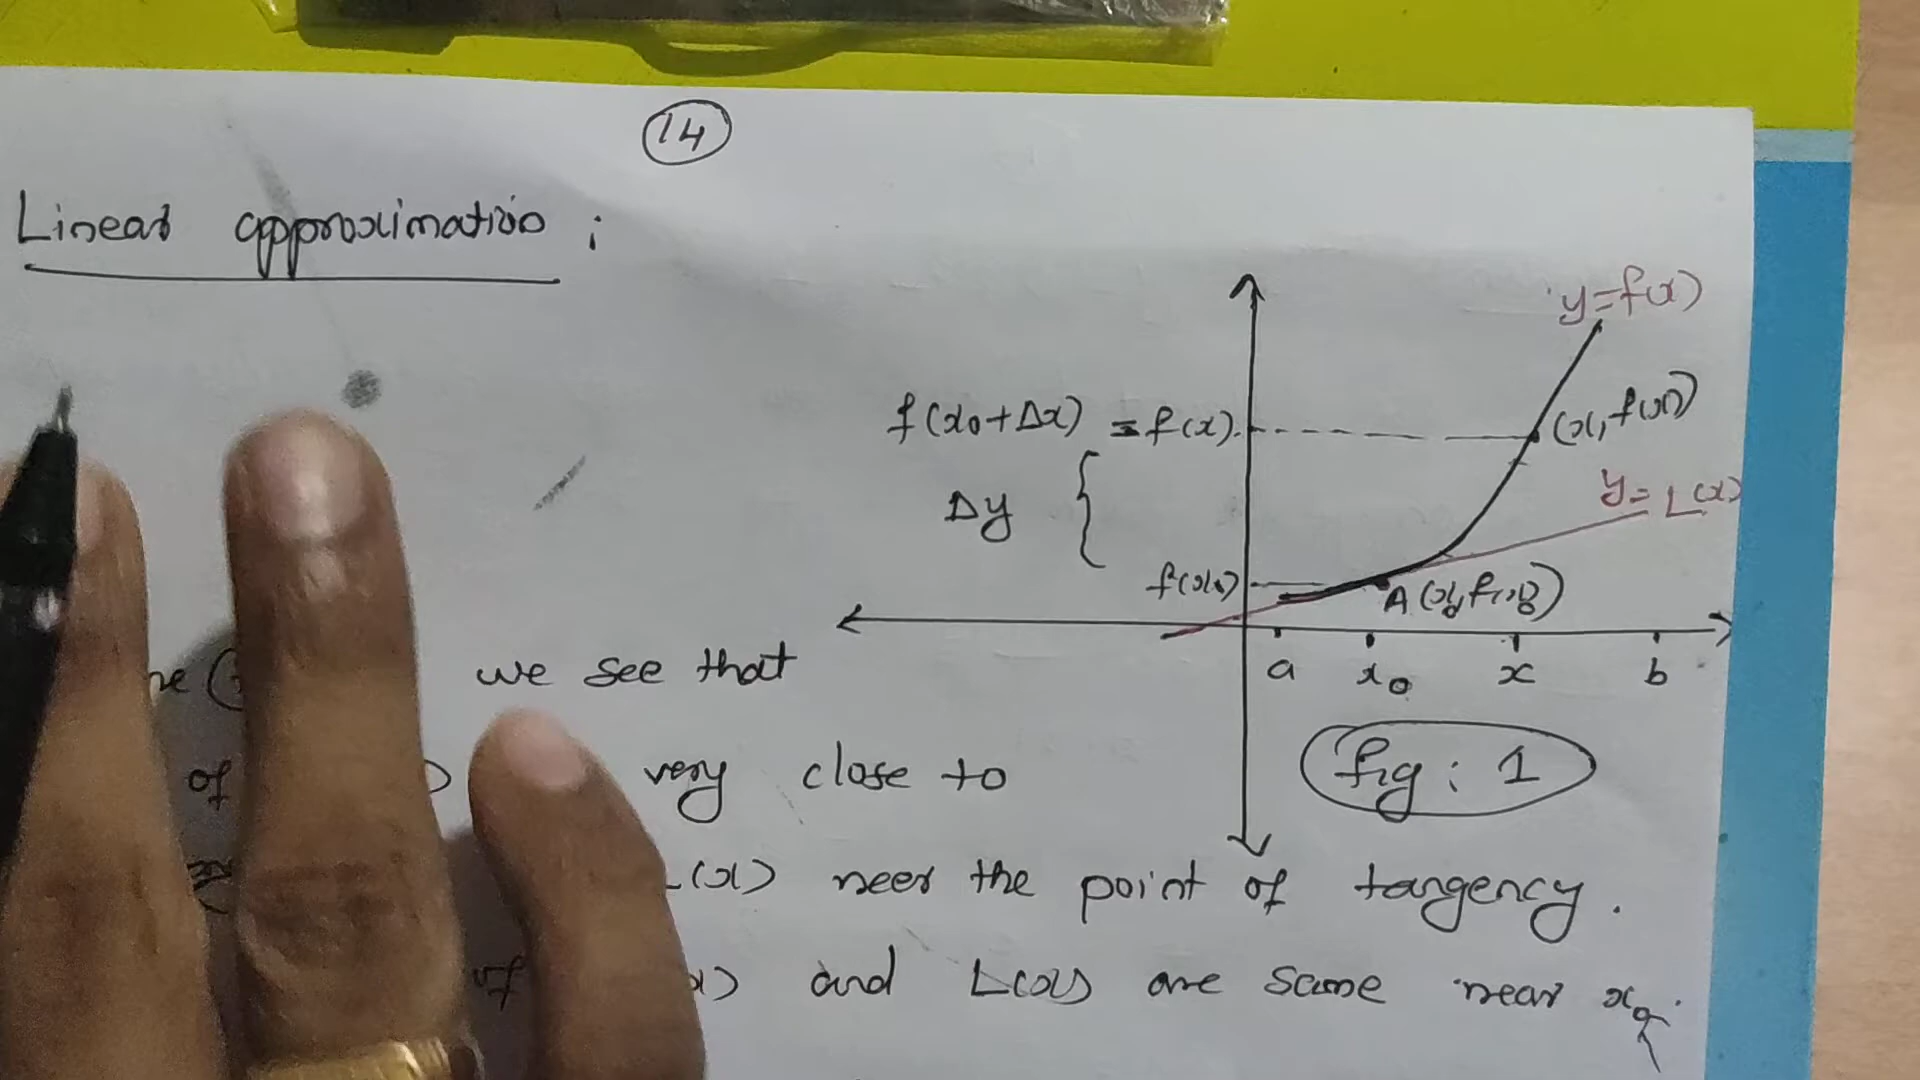 14
Linear approximation :
y=f(x)
f(x₀+Δx) = f(x)
(x, f(x))
Δy {
y= L(x)
f(x₀)
A (x₀, f(x₀))
a x₀ x b
we see that
fig : 1
of very close to
L(x) near the point of tangency.
of and L(x) are same near x₀.